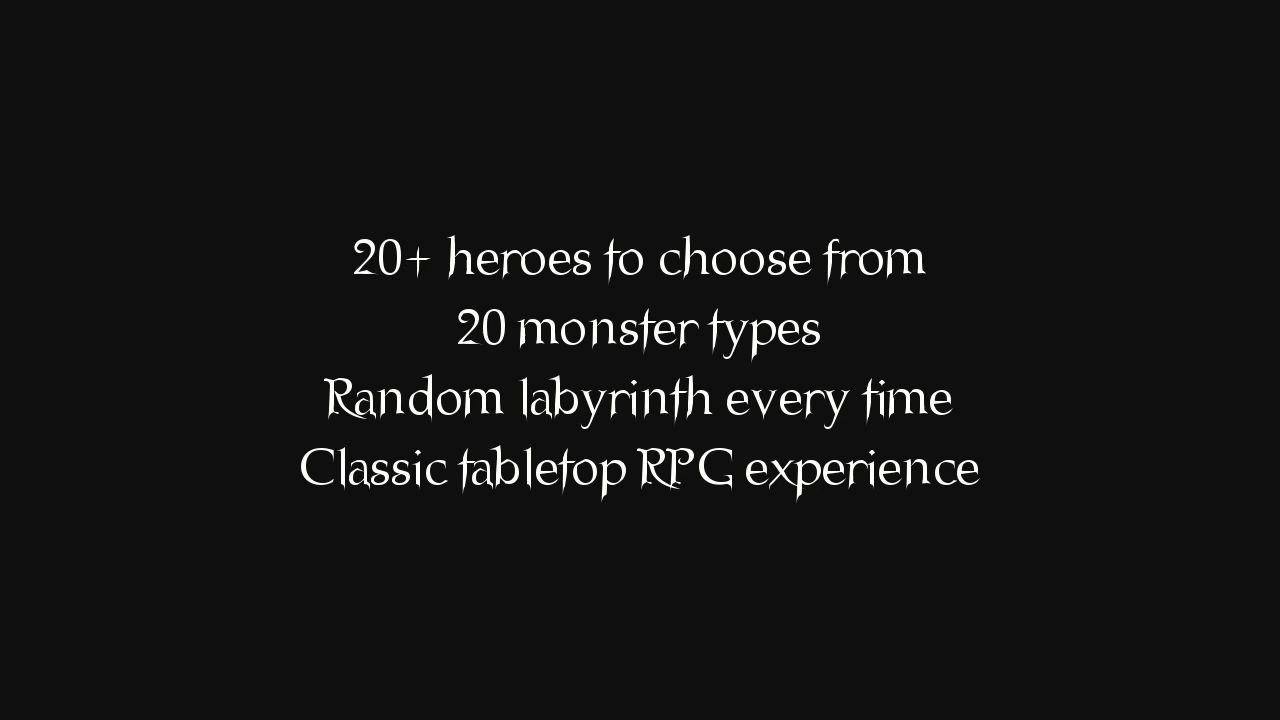 20+ heroes to choose from
20 monster types
Random labyrinth every time
Classic tabletop RPG experience